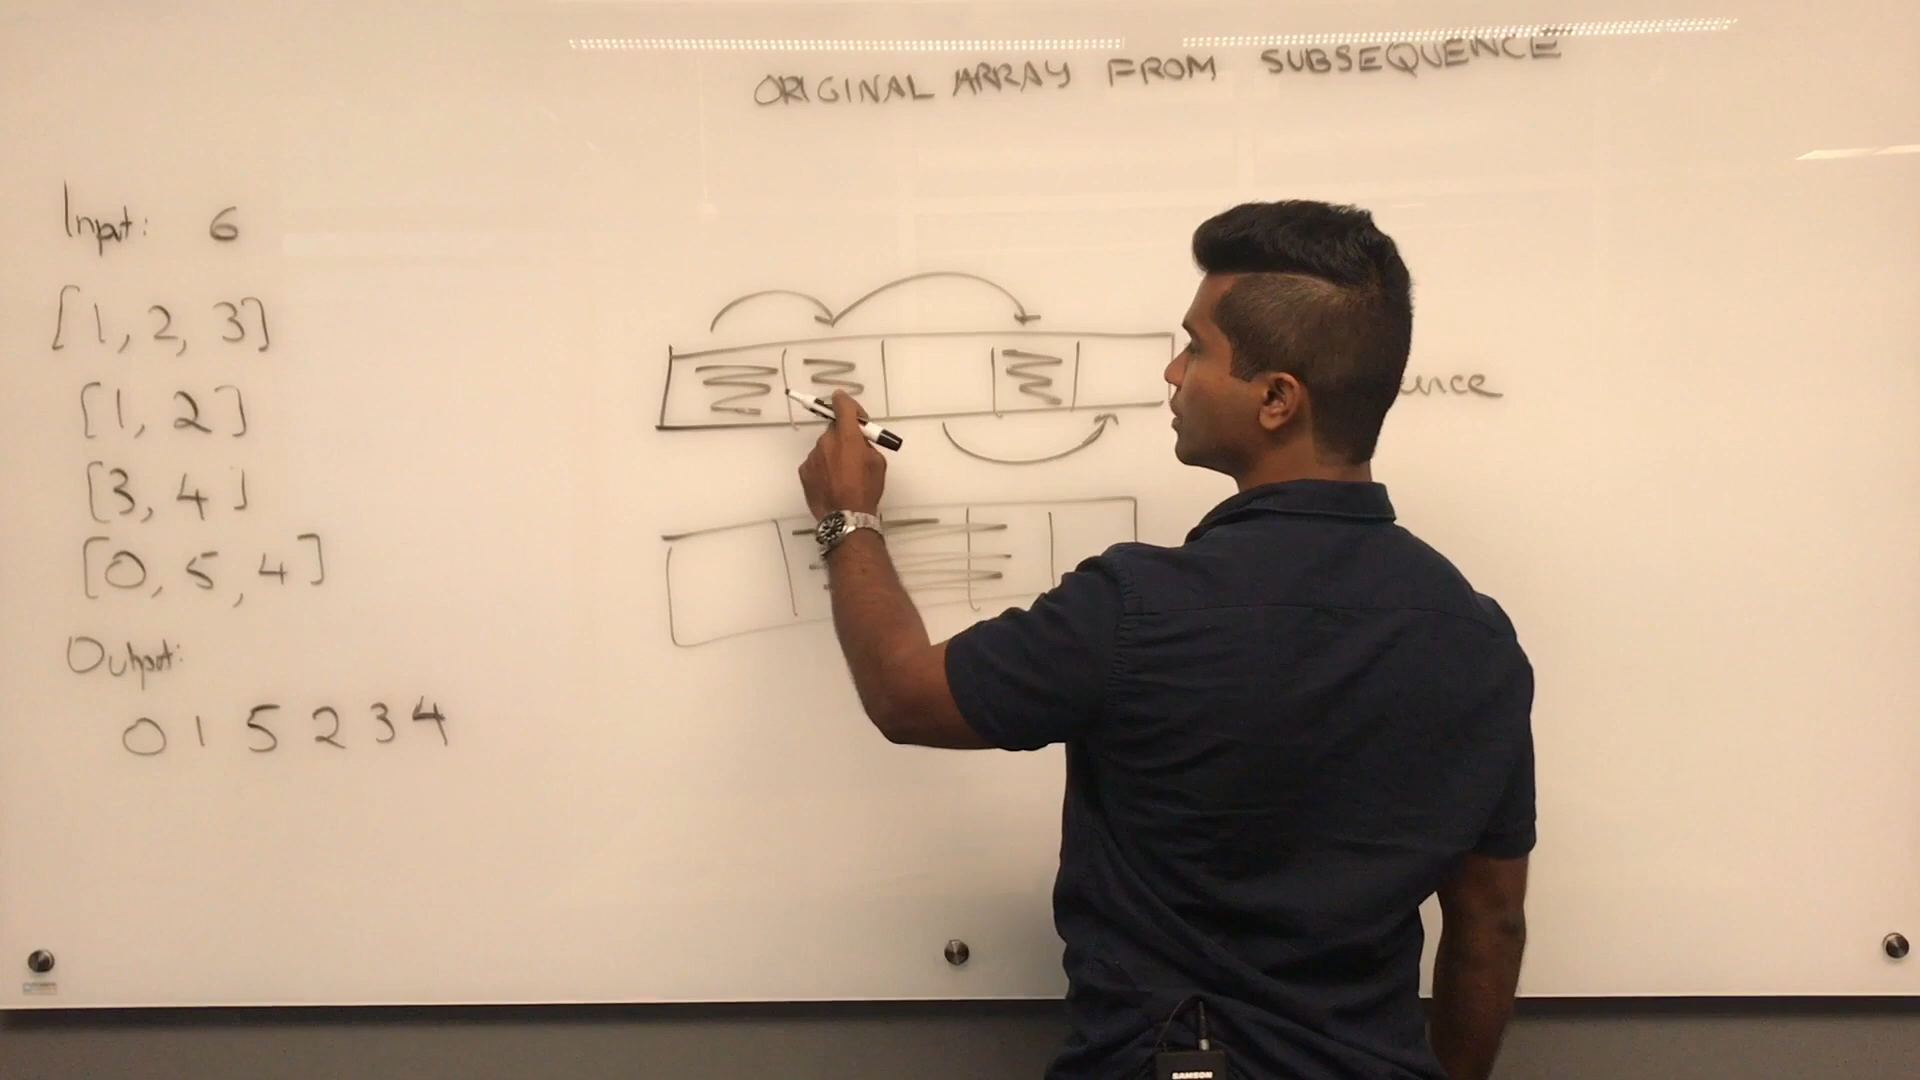 ORIGINAL ARRAY FROM SUBSEQUENCE
Input: 6
[1, 2, 3]
[1, 2]
[3, 4]
[0, 5, 4]
Output:
0 1 5 2 3 4
SAMSON